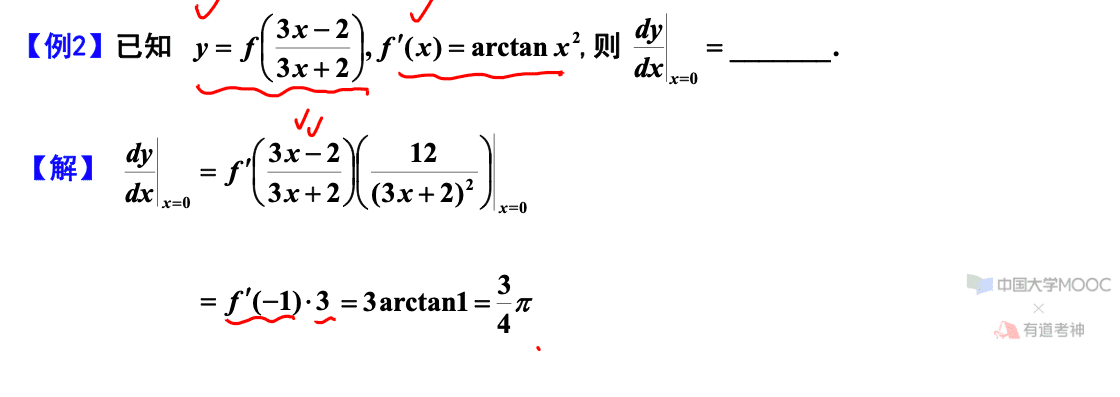 【例2】已知 y = f((3x − 2)/(3x + 2)), f′(x) = arctan x², 则 dy/dx|ₓ₌₀ = ______.
【解】 dy/dx|ₓ₌₀ = f′((3x − 2)/(3x + 2))(12/(3x + 2)²)|ₓ₌₀
= f′(−1)·3 = 3arctan1 = 3/4 π
中国大学MOOC
×
有道考神